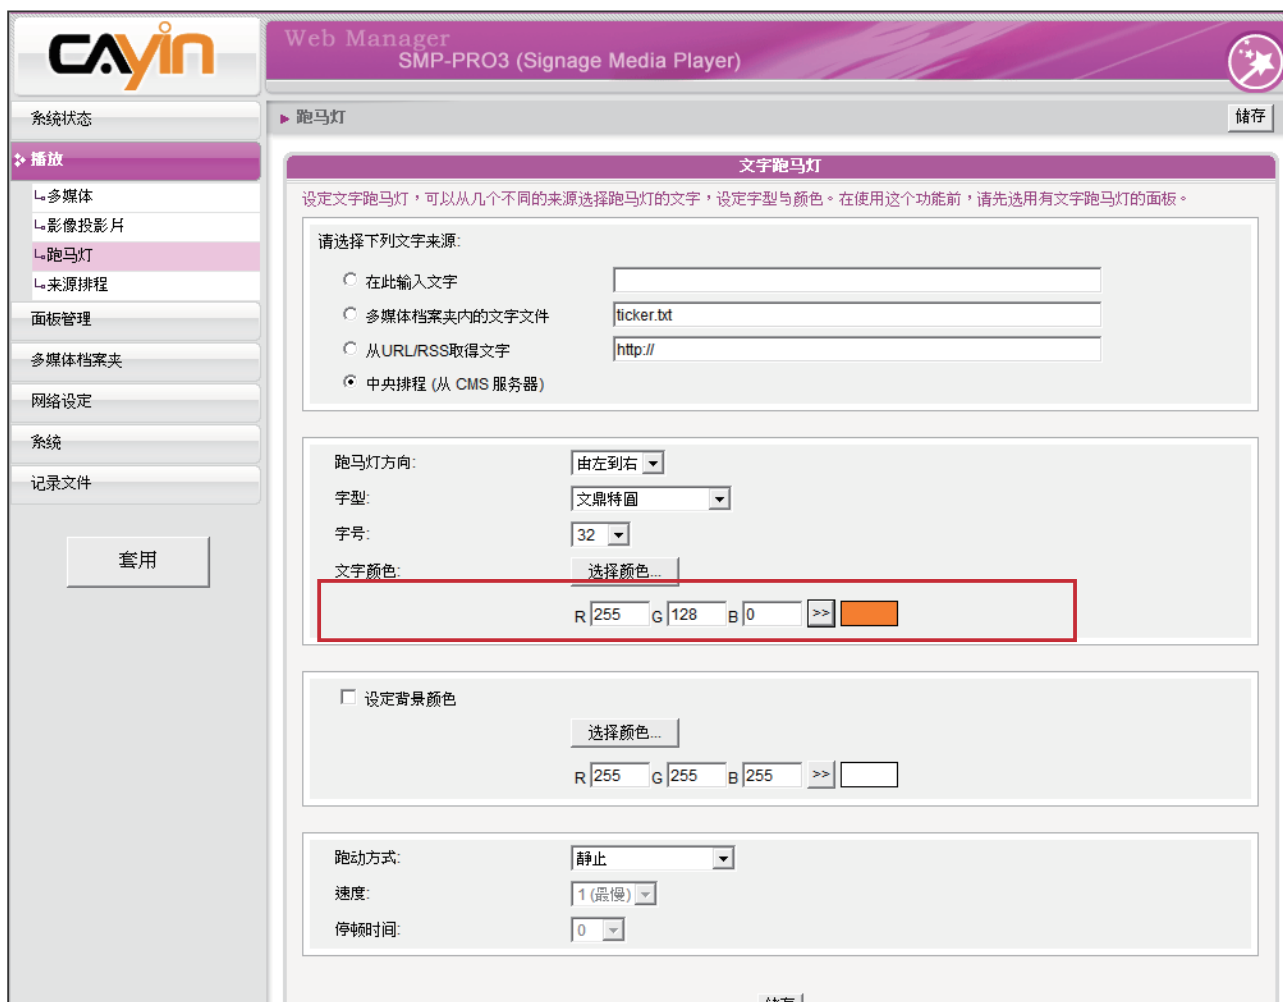 CAYIN
Web Manager
SMP-PRO3 (Signage Media Player)
系统状态
播放
多媒体
影像投影片
跑马灯
来源排程
面板管理
多媒体档案夹
网络设定
系统
记录文件
套用
跑马灯
储存
文字跑马灯
设定文字跑马灯，可以从几个不同的来源选择跑马灯的文字，设定字型与颜色。在使用这个功能前，请先选用有文字跑马灯的面板。
请选择下列文字来源:
在此输入文字
多媒体档案夹内的文字文件 ticker.txt
从URL/RSS取得文字 http://
中央排程 (从 CMS 服务器)
跑马灯方向: 由左到右
字型: 文鼎特圓
字号: 32
文字颜色: 选择颜色...
R 255 G 128 B 0 >>
设定背景颜色
选择颜色...
R 255 G 255 B 255 >>
跑动方式: 静止
速度: 1 (最慢)
停顿时间: 0
储存